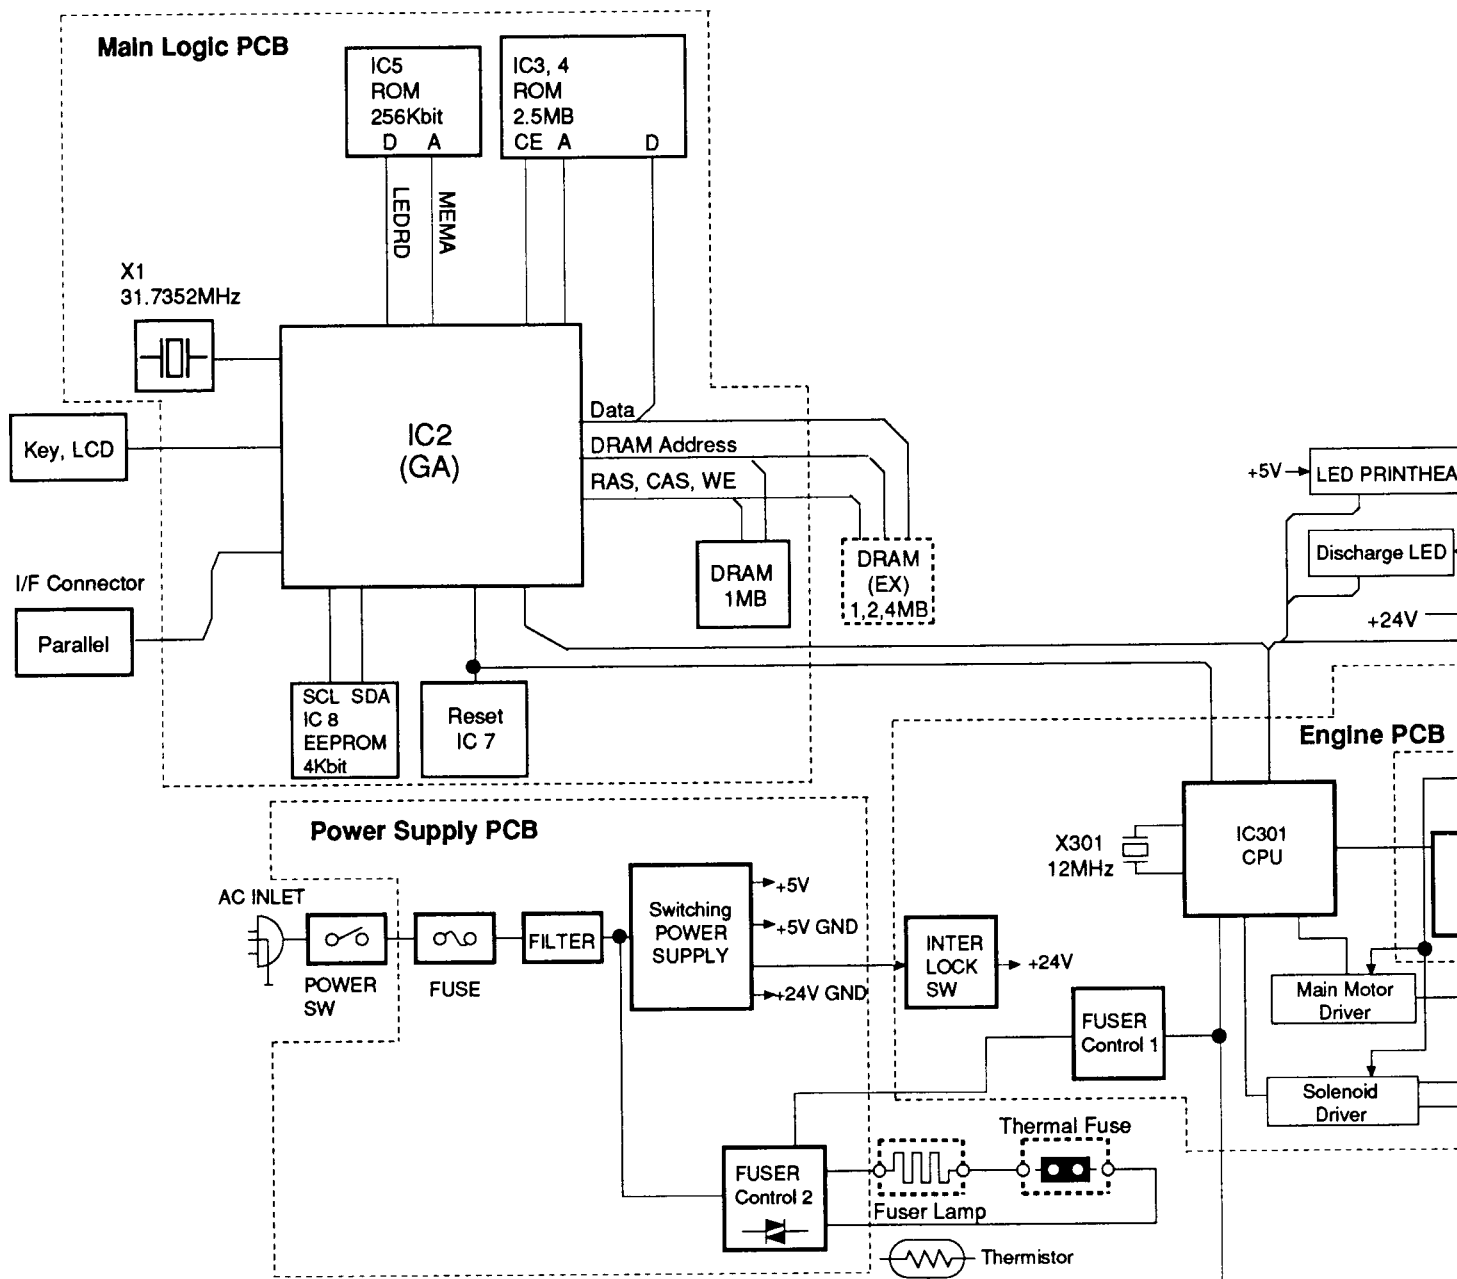 Main Logic PCB
IC5
ROM
256Kbit
D A
IC3, 4
ROM
2.5MB
CE A D
LEDRD
MEMA
X1
31.7352MHz
Key, LCD
IC2
(GA)
Data
DRAM Address
RAS, CAS, WE
DRAM
1MB
DRAM
(EX)
1,2,4MB
I/F Connector
Parallel
SCL SDA
IC 8
EEPROM
4Kbit
Reset
IC 7
+5V
LED PRINTHEA
Discharge LED
+24V
Engine PCB
X301
12MHz
IC301
CPU
Main Motor
Driver
Solenoid
Driver
Power Supply PCB
AC INLET
POWER
SW
FUSE
FILTER
Switching
POWER
SUPPLY
+5V
+5V GND
+24V GND
INTER
LOCK
SW
+24V
FUSER
Control 1
FUSER
Control 2
Thermal Fuse
Fuser Lamp
Thermistor